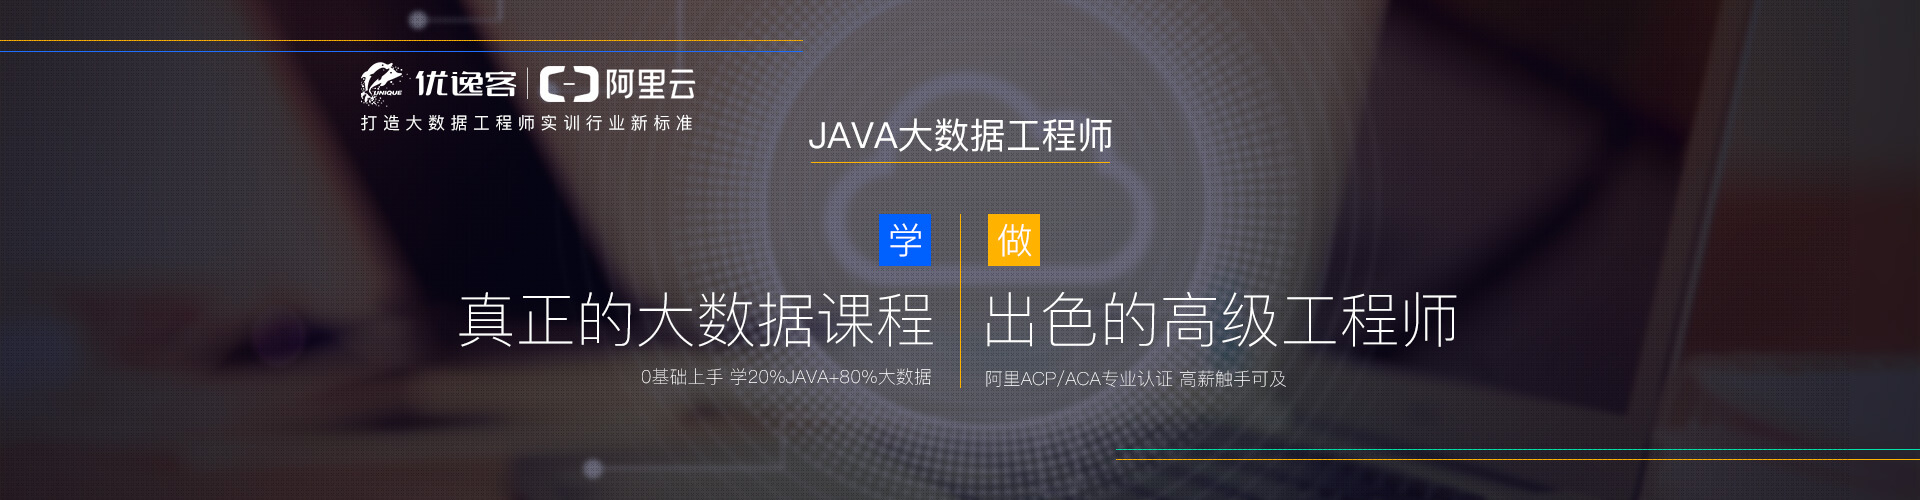 UNIQUE 优逸客 阿里云
打造大数据工程师实训行业新标准
JAVA大数据工程师
学 做
真正的大数据课程 出色的高级工程师
0基础上手 学20%JAVA+80%大数据 阿里ACP/ACA专业认证 高薪触手可及